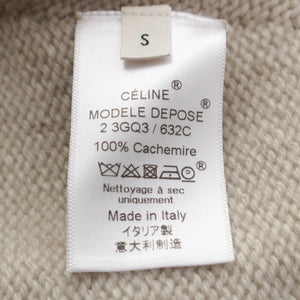 S
CÉLINE®
MODELE DEPOSE®
2 3GQ3 / 632C
100% Cachemire
Nettoyage à sec
uniquement
Made in Italy
イタリア製
意大利制造